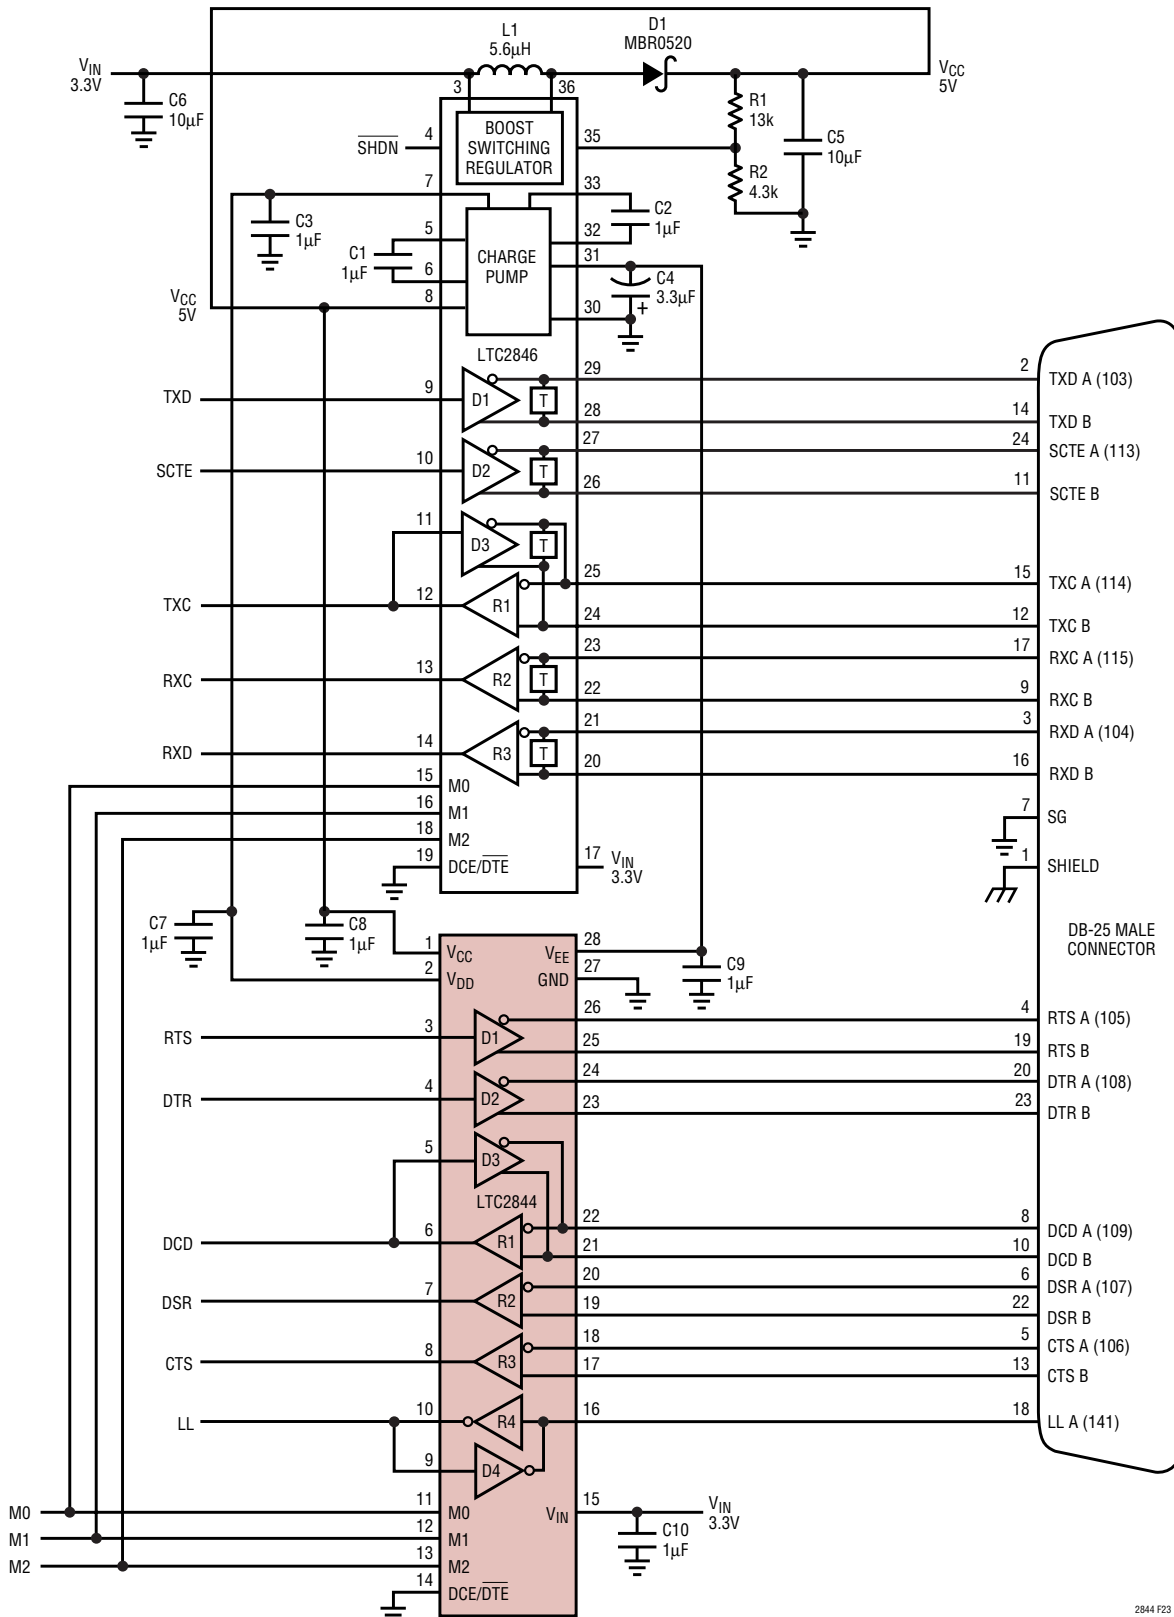 L1
5.6µH
D1
MBR0520
VIN
3.3V
3
36
VCC
5V
C6
10µF
R1
13k
C5
10µF
R2
4.3k
BOOST
SWITCHING
REGULATOR
4
SHDN
35
7
33
C3
1µF
C2
1µF
5
32
C1
1µF
CHARGE
PUMP
31
6
C4
3.3µF
+
VCC
5V
8
30
LTC2846
29
2
TXD A (103)
TXD
9
D1
T
28
14
TXD B
27
24
SCTE A (113)
SCTE
10
D2
T
26
11
SCTE B
11
D3
T
25
15
TXC A (114)
TXC
12
R1
24
12
TXC B
23
17
RXC A (115)
RXC
13
R2
T
22
9
RXC B
21
3
RXD A (104)
RXD
14
R3
T
20
16
RXD B
15
M0
16
M1
18
M2
19
DCE/DTE
17
VIN
3.3V
7
SG
1
SHIELD
DB-25 MALE
CONNECTOR
C7
1µF
C8
1µF
1
VCC
2
VDD
VEE
28
GND
27
C9
1µF
26
4
RTS A (105)
RTS
3
D1
25
19
RTS B
24
20
DTR A (108)
DTR
4
D2
23
23
DTR B
5
D3
LTC2844
22
8
DCD A (109)
DCD
6
R1
21
10
DCD B
20
6
DSR A (107)
DSR
7
R2
19
22
DSR B
18
5
CTS A (106)
CTS
8
R3
17
13
CTS B
LL
10
R4
16
18
LL A (141)
9
D4
M0
11
M0
VIN
15
VIN
3.3V
M1
12
M1
C10
1µF
M2
13
M2
14
DCE/DTE
2844 F23